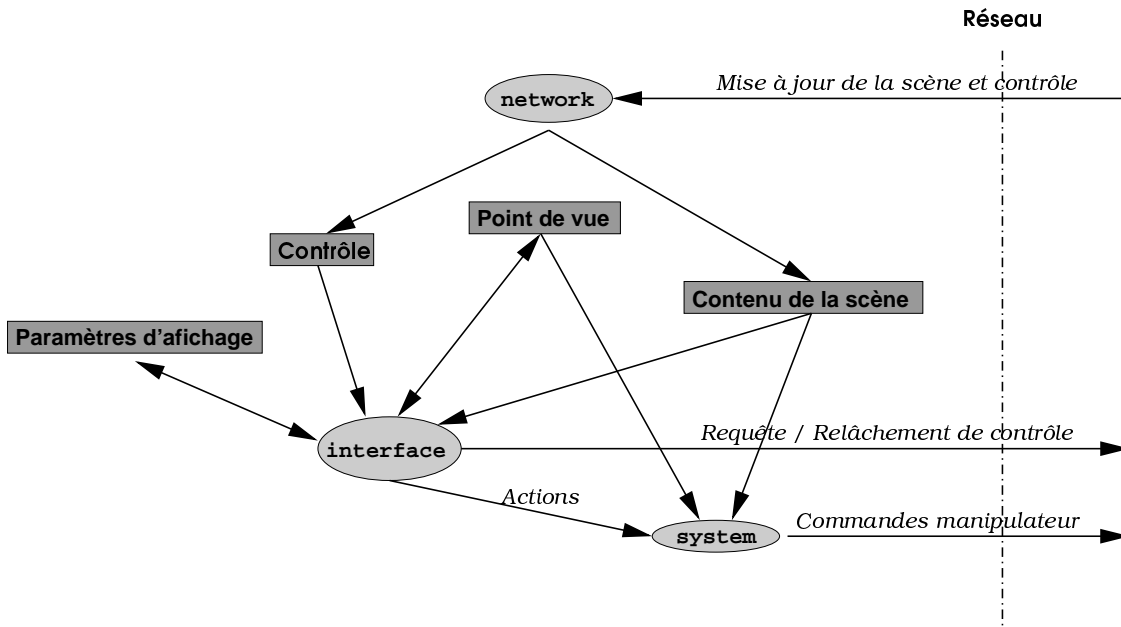 Réseau
Mise à jour de la scène et contrôle
network
Point de vue
Contrôle
Contenu de la scène
Paramètres d'afichage
Requête / Relâchement de contrôle
interface
Actions
Commandes manipulateur
system